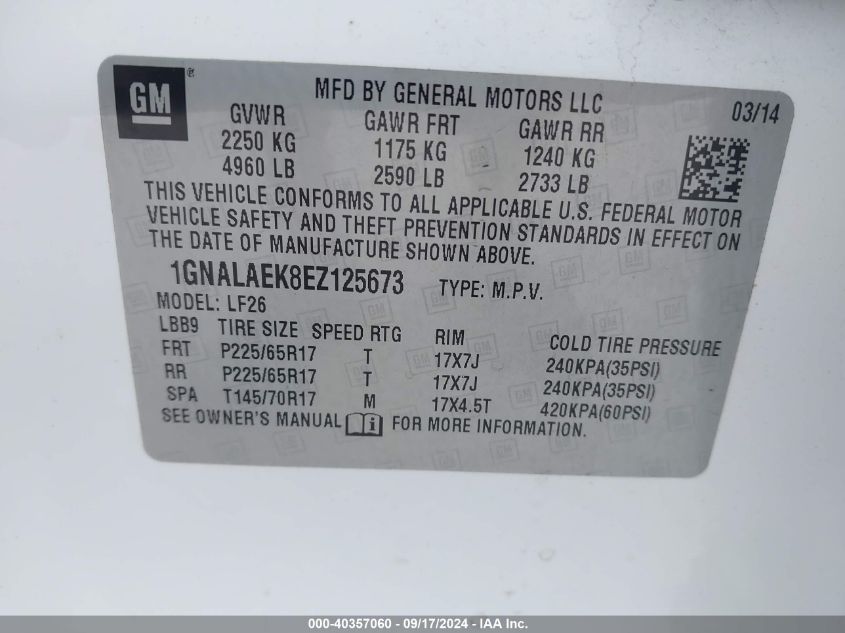 GM
®
MFD BY GENERAL MOTORS LLC
03/14
GVWR GAWR FRT GAWR RR
2250 KG 1175 KG 1240 KG
4960 LB 2590 LB 2733 LB
THIS VEHICLE CONFORMS TO ALL APPLICABLE U.S. FEDERAL MOTOR
VEHICLE SAFETY AND THEFT PREVENTION STANDARDS IN EFFECT ON
THE DATE OF MANUFACTURE SHOWN ABOVE.
1GNALAEK8EZ125673 TYPE: M.P.V.
MODEL: LF26
LBB9 TIRE SIZE SPEED RTG RIM COLD TIRE PRESSURE
FRT P225/65R17 T 17X7J 240KPA(35PSI)
RR P225/65R17 T 17X7J 240KPA(35PSI)
SPA T145/70R17 M 17X4.5T 420KPA(60PSI)
SEE OWNER'S MANUAL i FOR MORE INFORMATION.
000-40357060 - 09/17/2024 - IAA Inc.